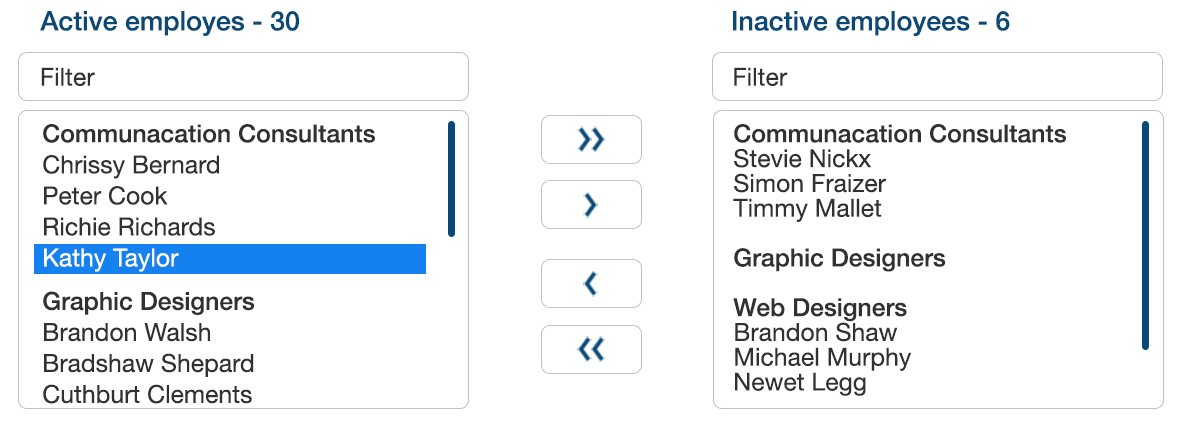 Active employes - 30
Filter
Communacation Consultants
Chrissy Bernard
Peter Cook
Richie Richards
Kathy Taylor
Graphic Designers
Brandon Walsh
Bradshaw Shepard
Cuthburt Clements
Inactive employees - 6
Filter
Communacation Consultants
Stevie Nickx
Simon Fraizer
Timmy Mallet
Graphic Designers
Web Designers
Brandon Shaw
Michael Murphy
Newet Legg